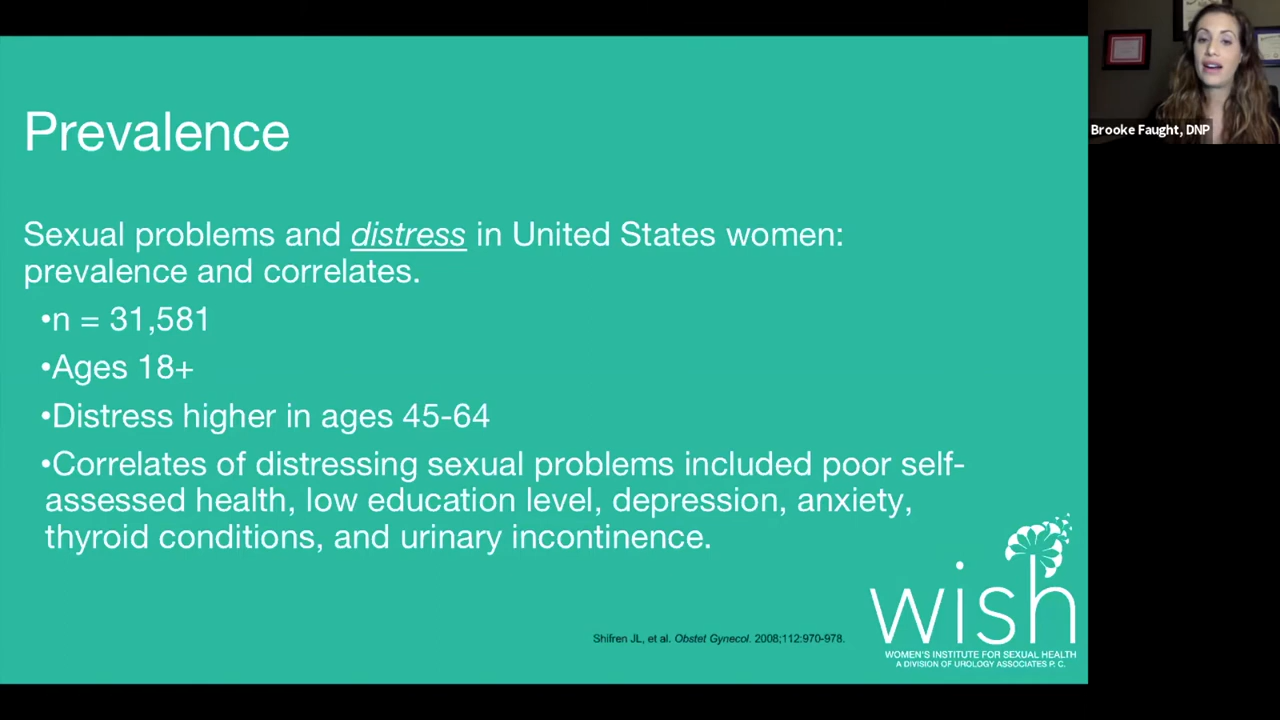 Prevalence
Sexual problems and distress in United States women:
prevalence and correlates.
•n = 31,581
•Ages 18+
•Distress higher in ages 45-64
•Correlates of distressing sexual problems included poor self-
assessed health, low education level, depression, anxiety,
thyroid conditions, and urinary incontinence.
Shifren JL, et al. Obstet Gynecol. 2008;112:970-978.
wish
WOMEN'S INSTITUTE FOR SEXUAL HEALTH
A DIVISION OF UROLOGY ASSOCIATES P. C.
Brooke Faught, DNP